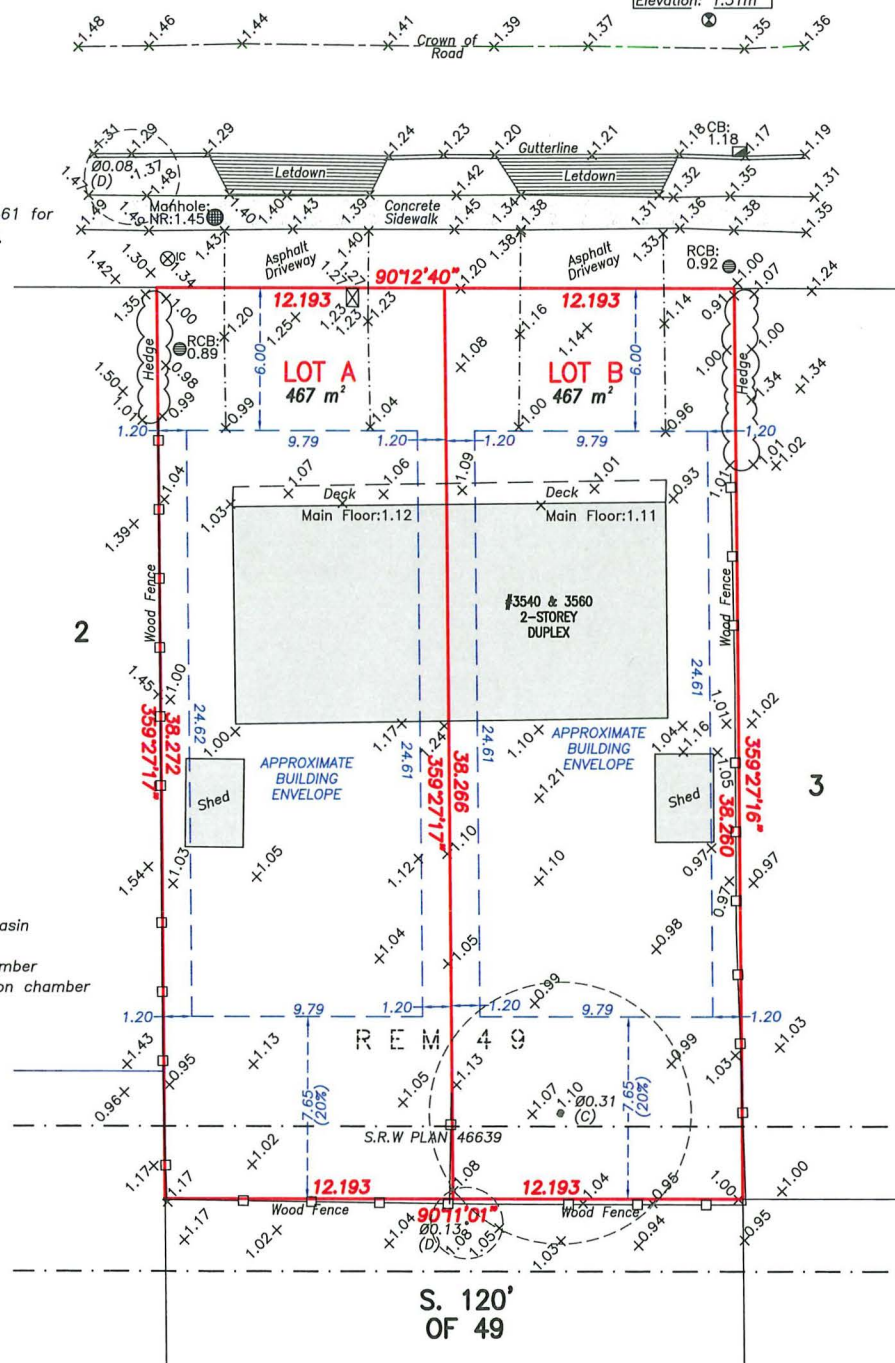 Elevation: 1.51m
1.48 1.46 1.44 1.41 1.39 1.37 1.35 1.36
Crown of
Road
1.31 1.29 1.29 1.24 1.23 1.20 1.21 1.18 CB: 1.17 1.19
1.18
Gutterline
Ø0.08
(D)
1.37
Letdown
Letdown
1.47 1.48 1.40 1.40 1.39 1.42 1.34 1.31 1.32 1.35 1.31
61 for
Manhole:
NR:1.45
Concrete
Sidewalk
1.49 1.49 1.43 1.43 1.40 1.45 1.38 1.38 1.33 1.36 1.38 1.35
IC
Asphalt
Driveway
Asphalt
Driveway
RCB:
0.92
1.42 1.30 1.34 1.27 1.27 1.20 1.00 1.07 1.24
90°12'40"
1.35 1.00 12.193 12.193 0.91
1.20 1.25 1.23 1.23 1.23 1.16 1.14 1.14
Hedge
RCB:
0.89
6.00
6.00
1.08 1.00 1.00
Hedge
LOT A
467 m²
LOT B
467 m²
1.50 0.98 1.34 1.34
1.01 0.99 0.99 1.04 1.00 0.96
1.20 9.79 1.20 1.20 9.79 1.20
1.01 1.01 1.02
1.04 1.07 1.06 1.09 1.01 0.93
Deck
Deck
1.03
Main Floor:1.12
Main Floor:1.11
1.39
Wood Fence
Wood Fence
#3540 & 3560
2-STOREY
DUPLEX
2
1.45 1.00
24.61
24.62
38.272
359°27'17"
1.00 1.17 1.24 1.10 1.04 1.16 1.01 1.02
APPROXIMATE
BUILDING
ENVELOPE
APPROXIMATE
BUILDING
ENVELOPE
24.61
24.61
38.266
359°27'17"
359°27'16"
38.260
1.05
1.21
Shed
Shed
3
1.54 1.03 1.05 1.12 1.10 1.10 0.97 0.97 0.97
asin
mber
on chamber
1.04 1.05 0.98
0.99
1.20 9.79 1.20 1.20 9.79 1.20
REM 49
1.43 0.95 1.13 1.13 0.99 1.03 1.03
0.96 1.05 1.07 1.10
Ø0.31
(C)
7.65
(20%)
7.65
(20%)
S.R.W PLAN 46639
1.17 1.17 1.02 1.08 1.04 0.95 1.00 1.00
12.193
12.193
Wood Fence
90°11'01"
Wood Fence
Ø0.13
(D)
1.17 1.02 1.04 1.08 1.05 1.03 0.94 0.95
S. 120'
OF 49